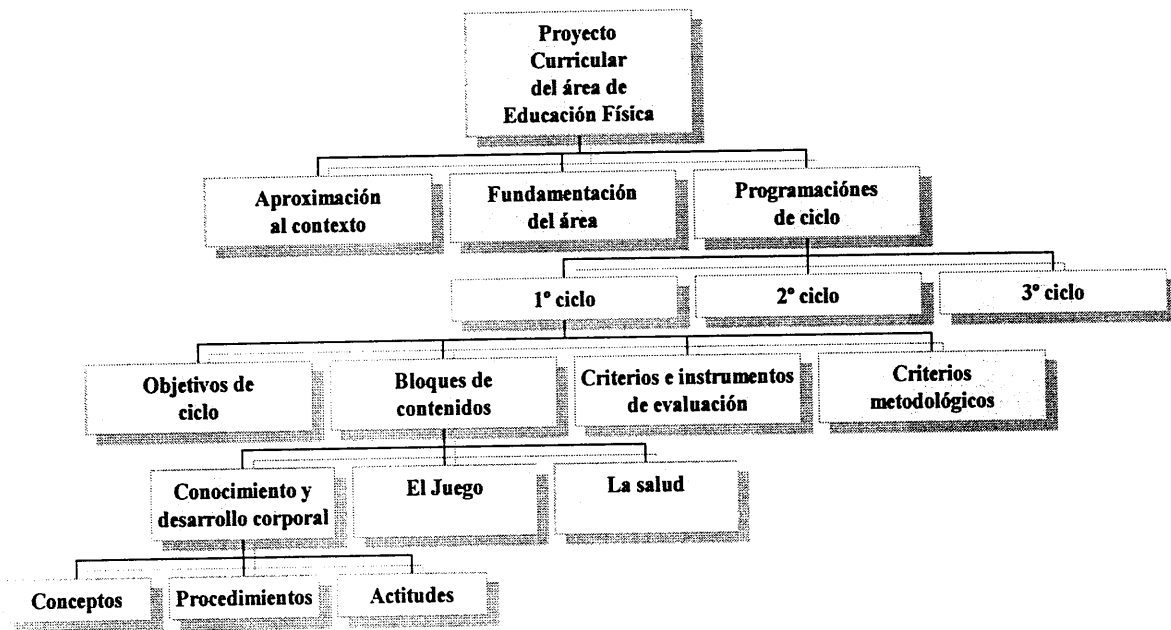 Proyecto
Curricular
del área de
Educación Física
Aproximación
al contexto
Fundamentación
del área
Programaciónes
de ciclo
1º ciclo
2º ciclo
3º ciclo
Objetivos de
ciclo
Bloques de
contenidos
Criterios e instrumentos
de evaluación
Criterios
metodológicos
Conocimiento y
desarrollo corporal
El Juego
La salud
Conceptos
Procedimientos
Actitudes